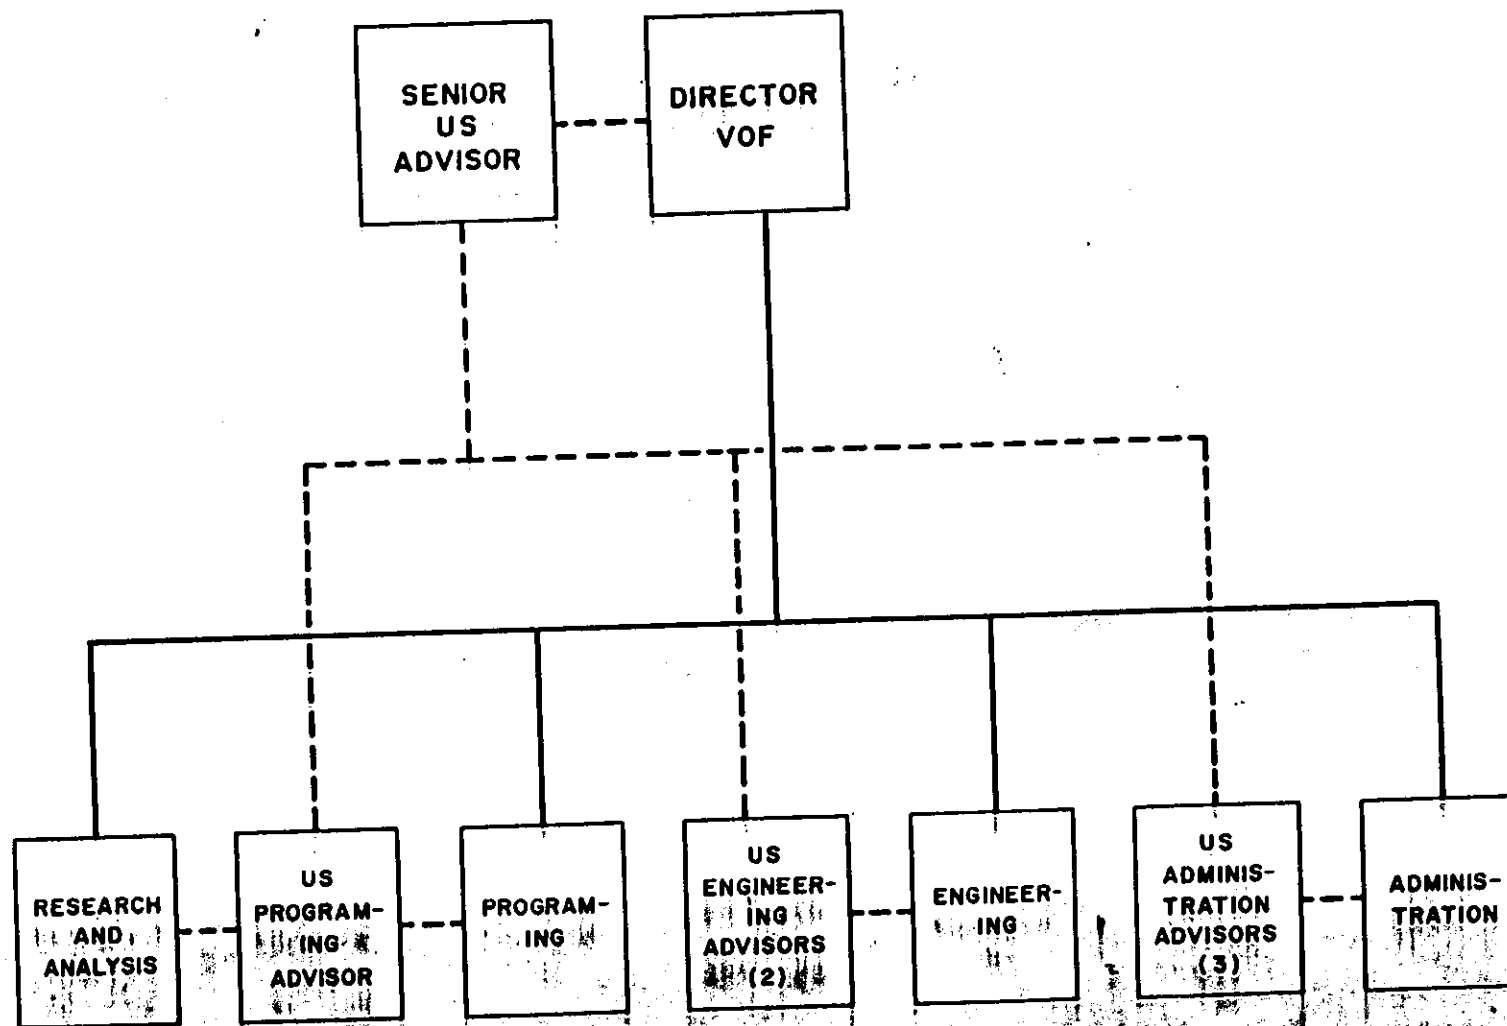 SENIOR
US
ADVISOR
DIRECTOR
VOF
RESEARCH
AND
ANALYSIS
US
PROGRAM-
ING
ADVISOR
PROGRAM-
ING
US
ENGINEER-
ING
ADVISORS
(2)
ENGINEER-
ING
US
ADMINIS-
TRATION
ADVISORS
(3)
ADMINIS-
TRATION